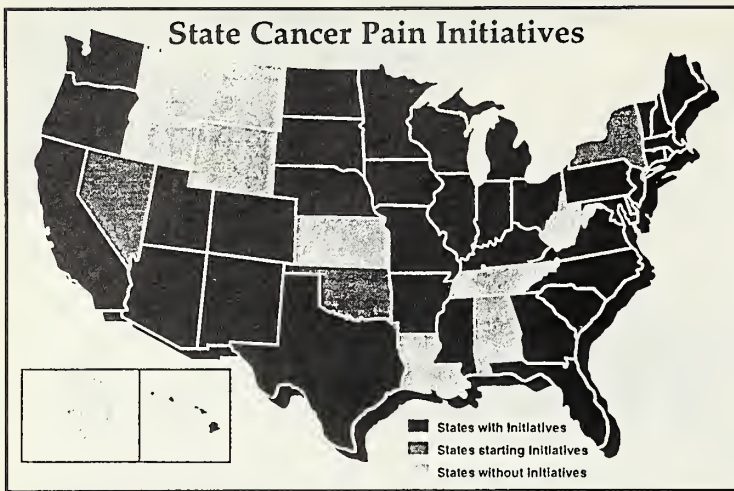 State Cancer Pain Initiatives
States with Initiatives
States starting Initiatives
States without Initiatives